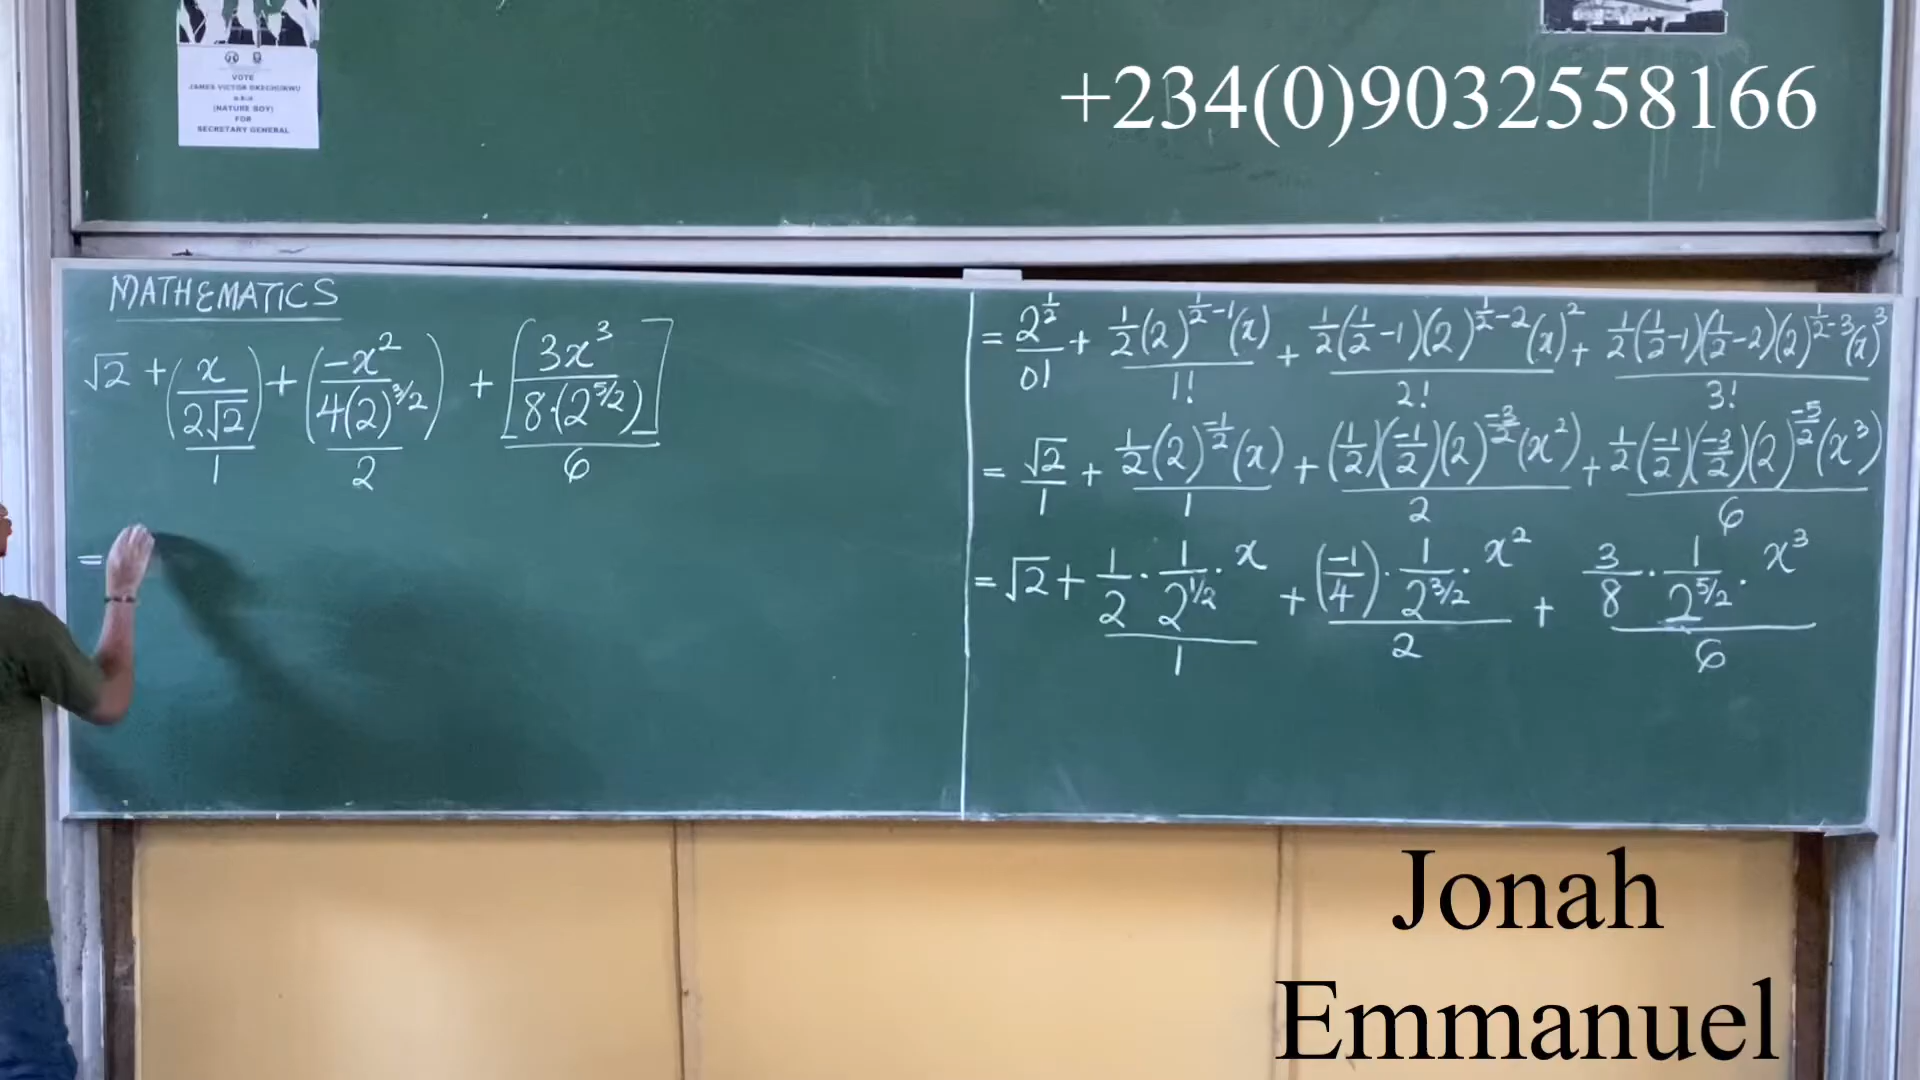 VOTE
JAMES VICTOR
(NATURE BOY)
FOR
SECRETARY GENERAL
+234(0)9032558166
MATHEMATICS
√2 + (x/(2√2))/1 + (-x²/(4(2)^(3/2)))/2 + [3x³/(8·(2^(5/2)))]/6
=
= 2^(1/2)/0! + ½(2)^(½-1)(x)/1! + ½(½-1)(2)^(½-2)(x)²/2! + ½(½-1)(½-2)(2)^(½-3)(x)³/3!
= √2/1 + ½(2)^(-1/2)(x)/1 + (½)(-1/2)(2)^(-3/2)(x²)/2 + ½(-1/2)(-3/2)(2)^(-5/2)(x³)/6
= √2 + (1/2 · 1/2^(1/2) · x)/1 + ((-1/4) · 1/2^(3/2) · x²)/2 + (3/8 · 1/2^(5/2) · x³)/6
Jonah
Emmanuel